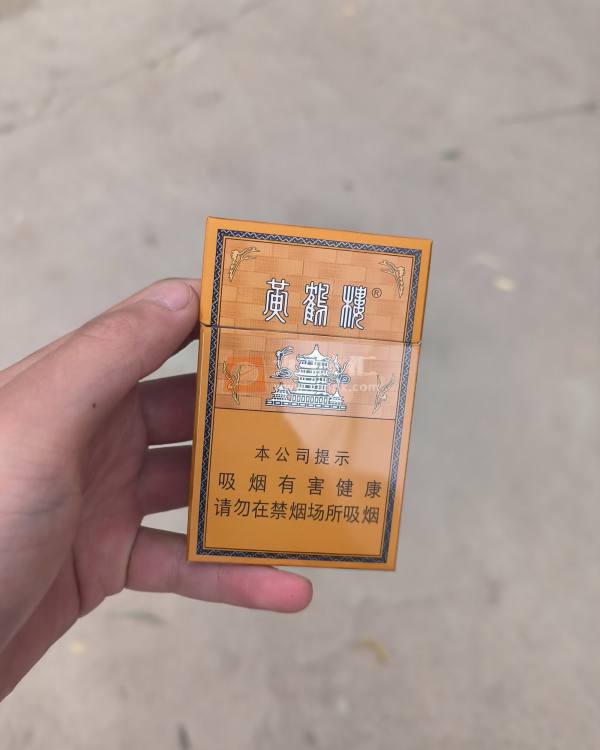 黄鹤楼®
本公司提示
吸烟有害健康
请勿在禁烟场所吸烟